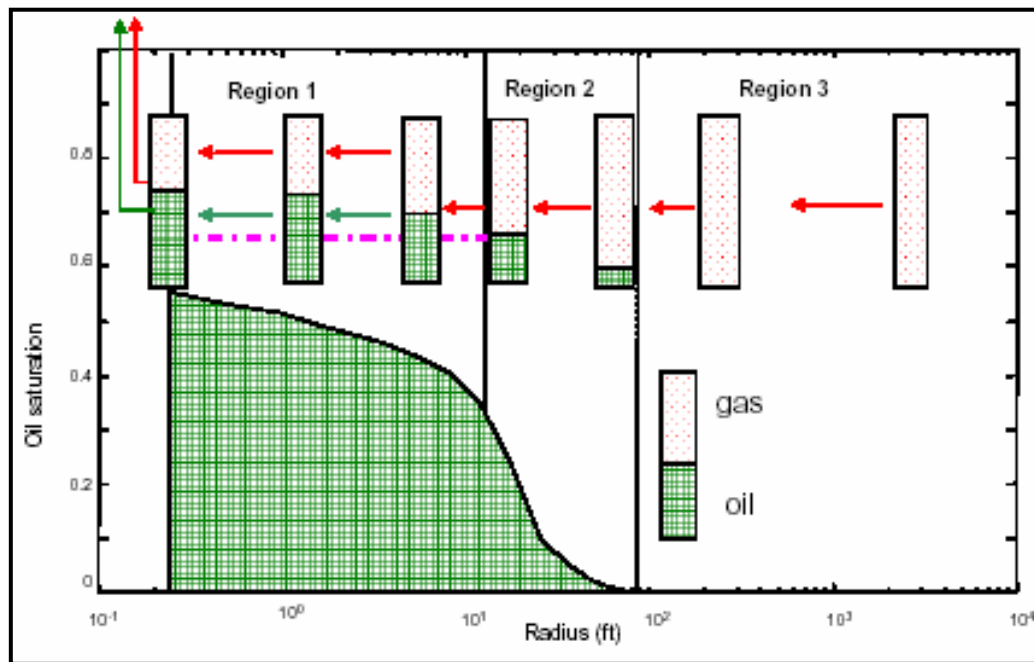 Region 1
Region 2
Region 3
0.8
0.6
0.4
0.2
0
Oil saturation
gas
oil
10⁻¹
10⁰
10¹
10²
10³
10⁴
Radius (ft)